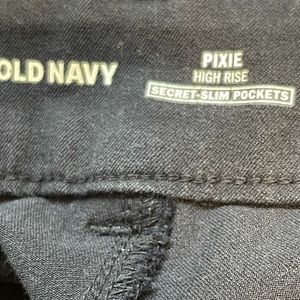 OLD NAVY
PIXIE
HIGH RISE
SECRET-SLIM POCKETS